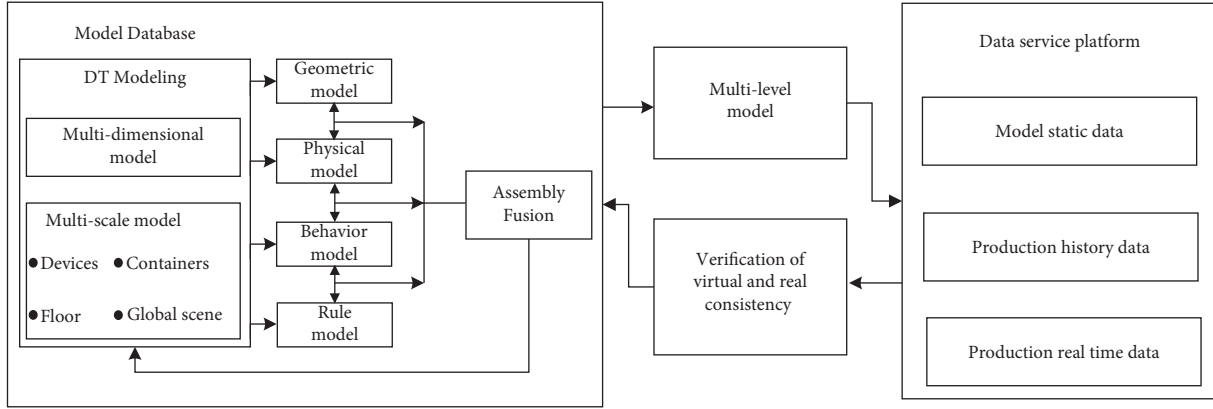 Model Database
DT Modeling
Multi-dimensional
model
Multi-scale model
● Devices ● Containers
● Floor ● Global scene
Geometric
model
Physical
model
Behavior
model
Rule
model
Assembly
Fusion
Multi-level
model
Verification of
virtual and real
consistency
Data service platform
Model static data
Production history data
Production real time data